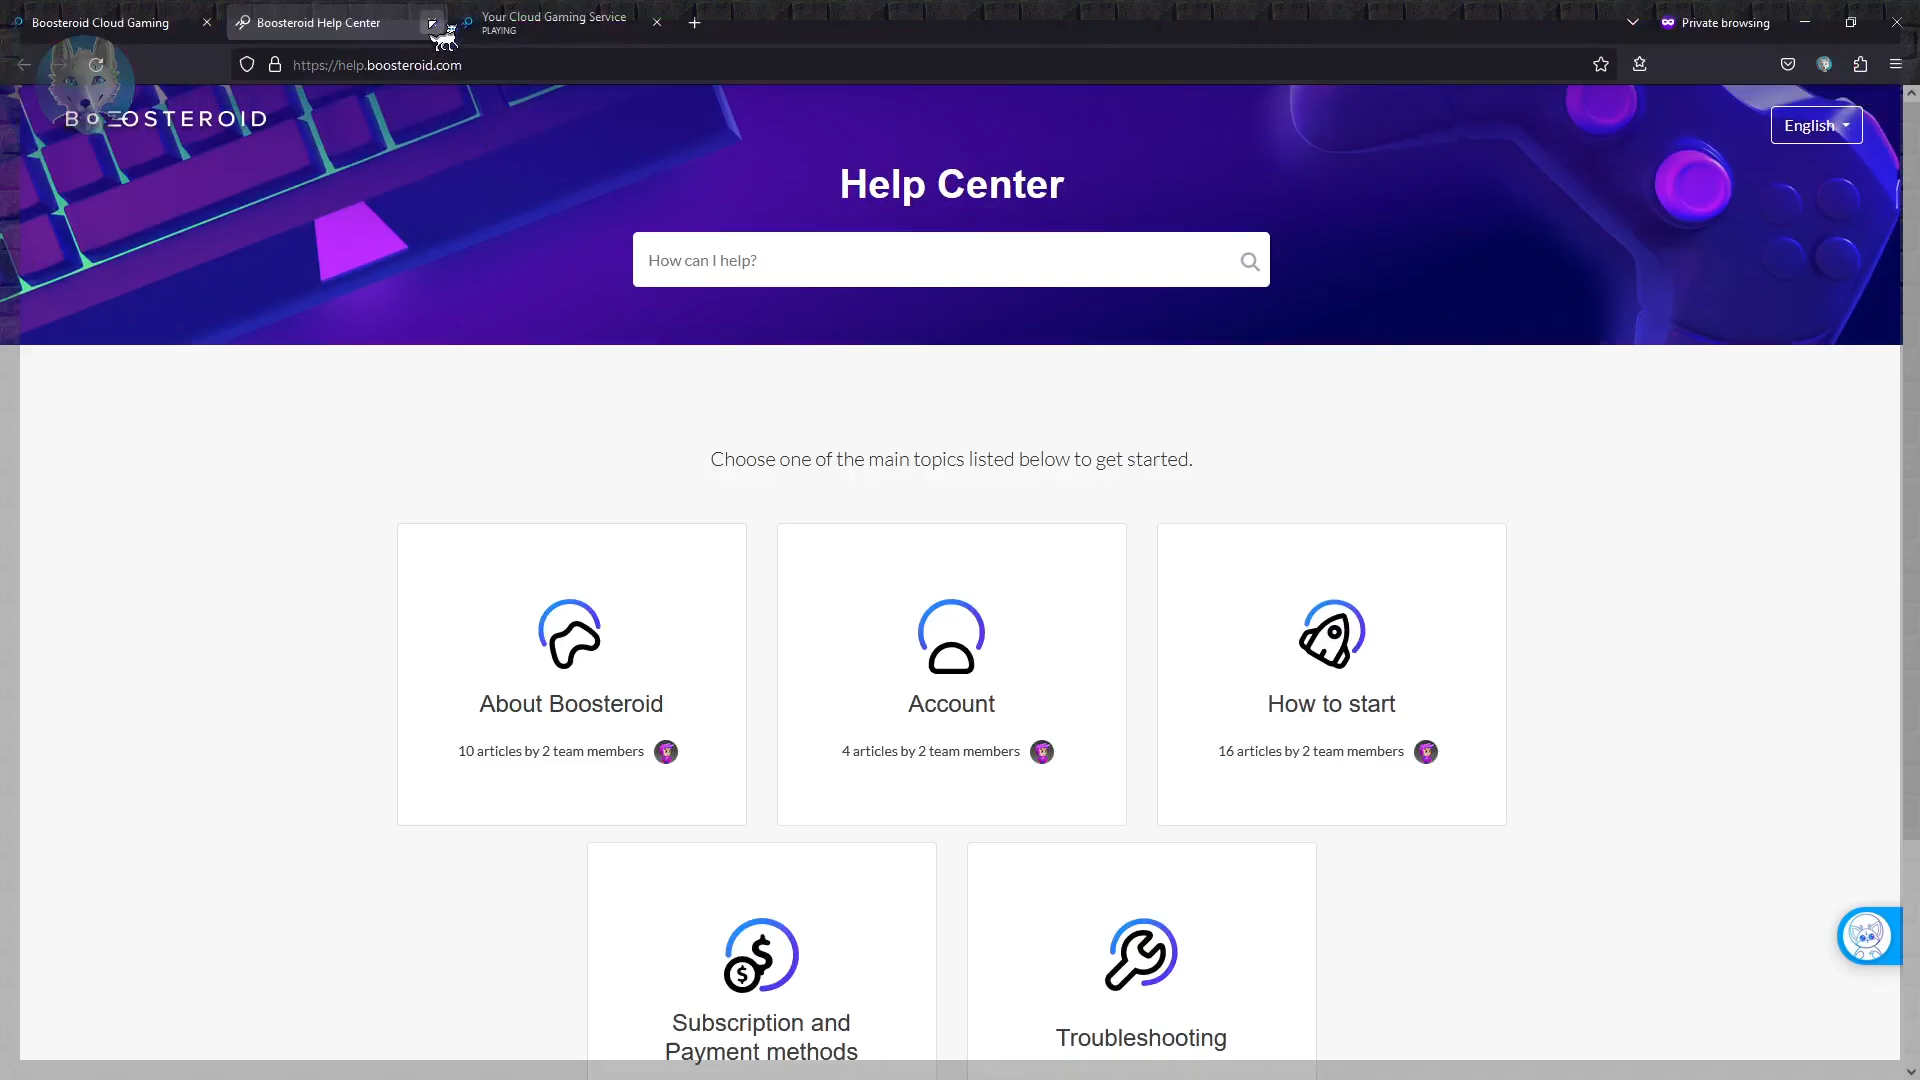 Boosteroid Cloud Gaming
Boosteroid Help Center
Your Cloud Gaming Service
PLAYING
Private browsing
https://help.boosteroid.com
BOOSTEROID
English
Help Center
How can I help?
Choose one of the main topics listed below to get started.
About Boosteroid
10 articles by 2 team members
Account
4 articles by 2 team members
How to start
16 articles by 2 team members
Subscription and
Payment methods
Troubleshooting